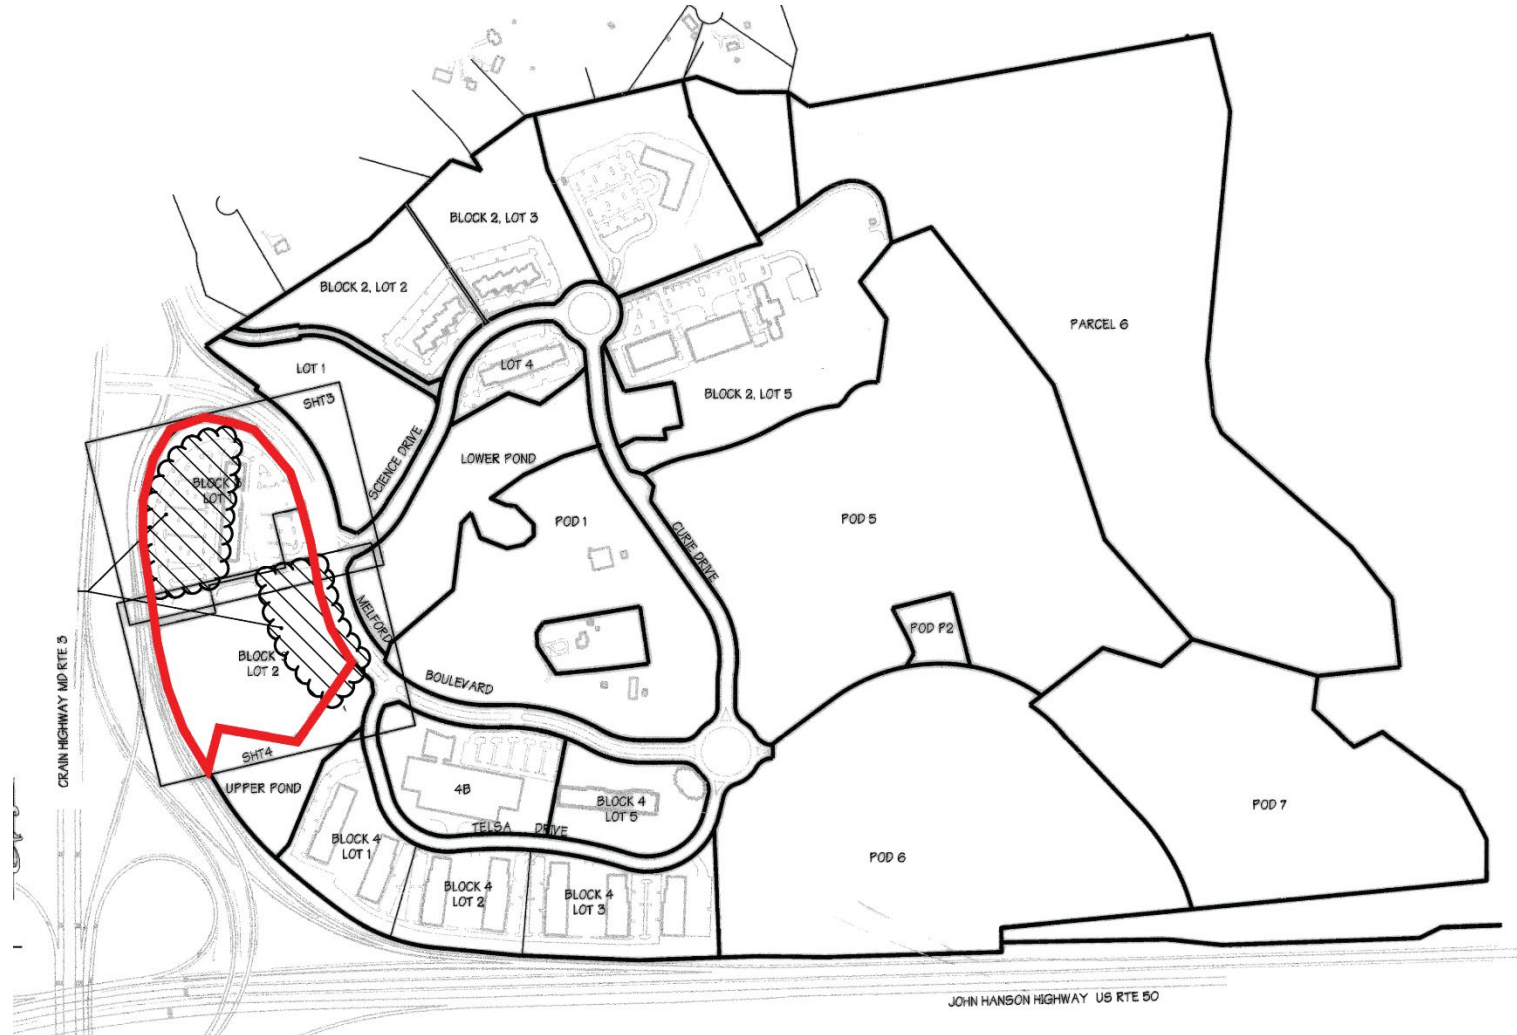 BLOCK 2, LOT 3
BLOCK 2, LOT 2
PARCEL 6
LOT 1
LOT 4
BLOCK 2, LOT 5
SHT3
SCIENCE DRIVE
LOWER POND
BLOCK
LOT
POD 1
POD 5
CURIE DRIVE
MELFORD
BOULEVARD
POD P2
BLOCK
LOT 2
CRAIN HIGHWAY MD RTE 3
SHT4
UPPER POND
4B
BLOCK 4
LOT 5
TELSA DRIVE
POD 7
BLOCK 4
LOT 1
BLOCK 4
LOT 2
BLOCK 4
LOT 3
POD 6
JOHN HANSON HIGHWAY US RTE 50